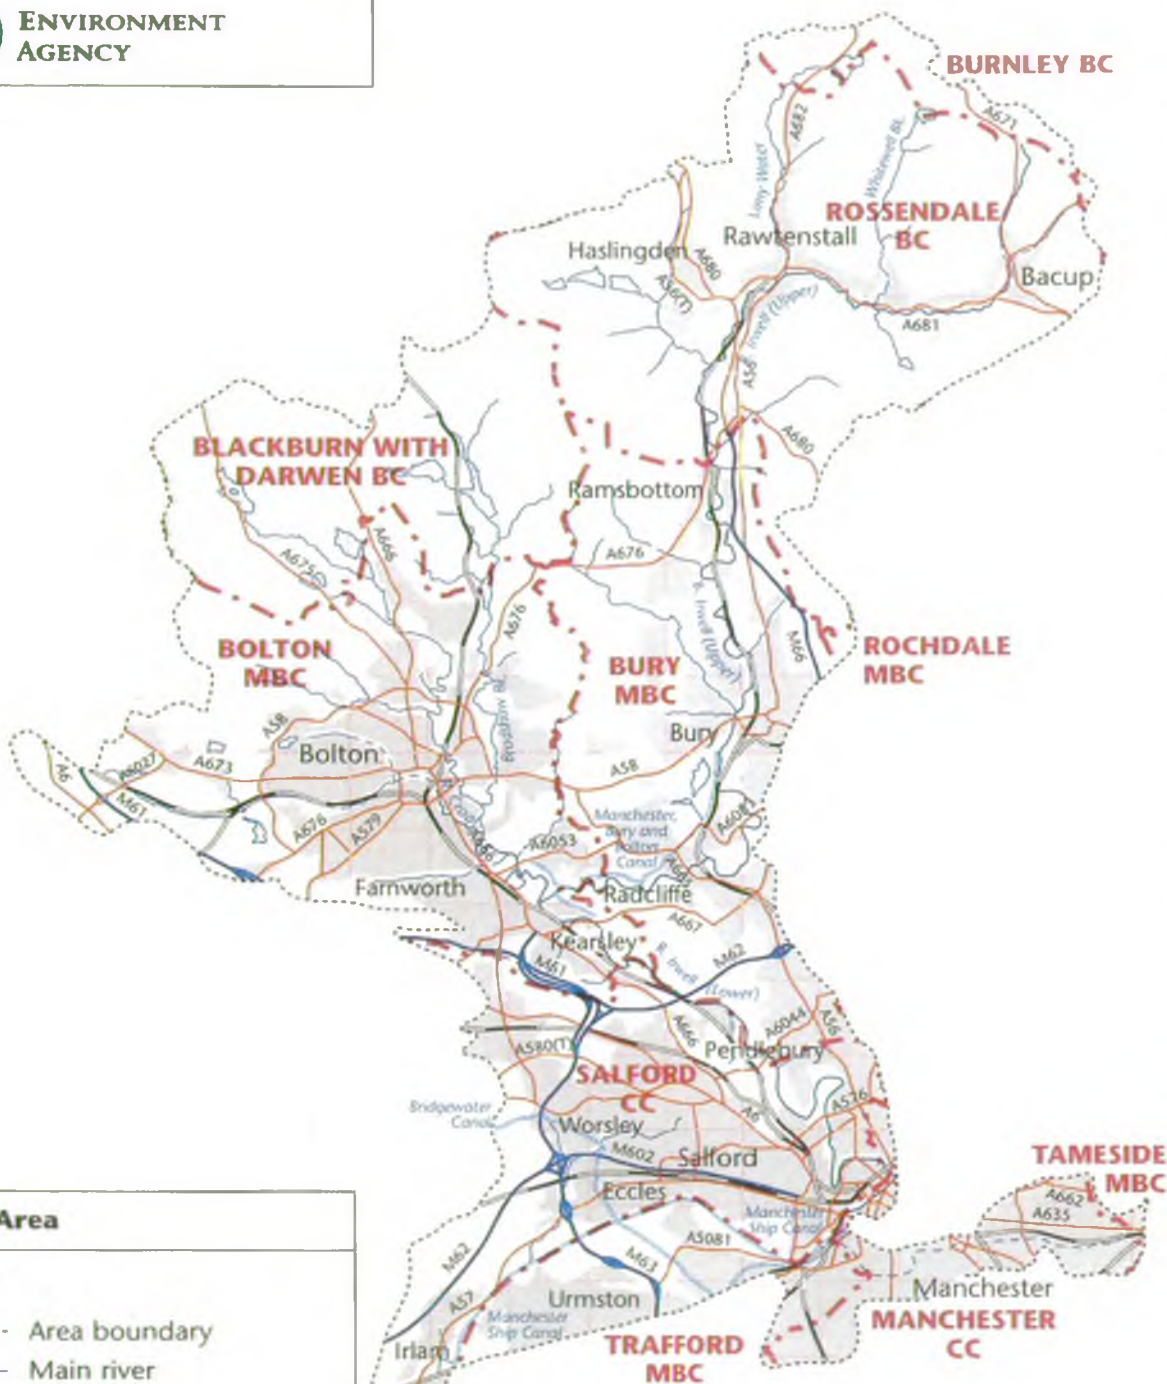 ENVIRONMENT
AGENCY
BURNLEY BC
A671
A682
Limy Water
Whitewell Bk.
ROSSENDALE
BC
Haslingden
Rawtenstall
A680
A56(T)
Bacup
R. Irwell (Upper)
A681
A56
A680
BLACKBURN WITH
DARWEN BC
Ramsbottom
A666
A675
A676
A676
R. Irwell (Upper)
M66
BOLTON
MBC
BURY
MBC
ROCHDALE
MBC
Bradshaw Bk.
A58
Bury
Bolton
A6
A6027
A673
A58
M61
A676
A579
R. Croal
A666
A6053
Manchester,
Bury and
Bolton
Canal
A665
Farnworth
Radcliffe
A667
Kearsley
R. Irwell (Lower)
M62
M61
A666
A6044
A56
A580(T)
Pendlebury
SALFORD
CC
A576
A6
Bridgewater
Canal
Worsley
M602
Salford
Eccles
TAMESIDE
MBC
A662
A635
Manchester
Ship Canal
A5081
M62
M63
A57
Urmston
Manchester
MANCHESTER
CC
Manchester
Ship Canal
TRAFFORD
MBC
Irlam
Area
Area boundary
Main river